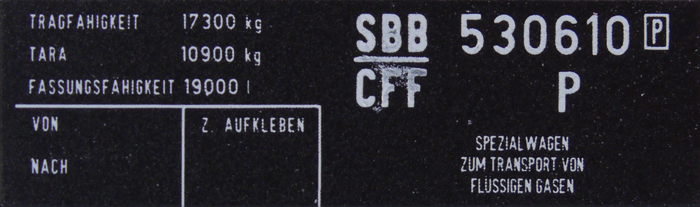 TRAGFÄHIGKEIT 17300 kg
TARA 10900 kg
FASSUNGSFÄHIGKEIT 19000 l
VON
Z. AUFKLEBEN
NACH
SBB 530610 P
CFF P
SPEZIALWAGEN
ZUM TRANSPORT VON
FLÜSSIGEN GASEN